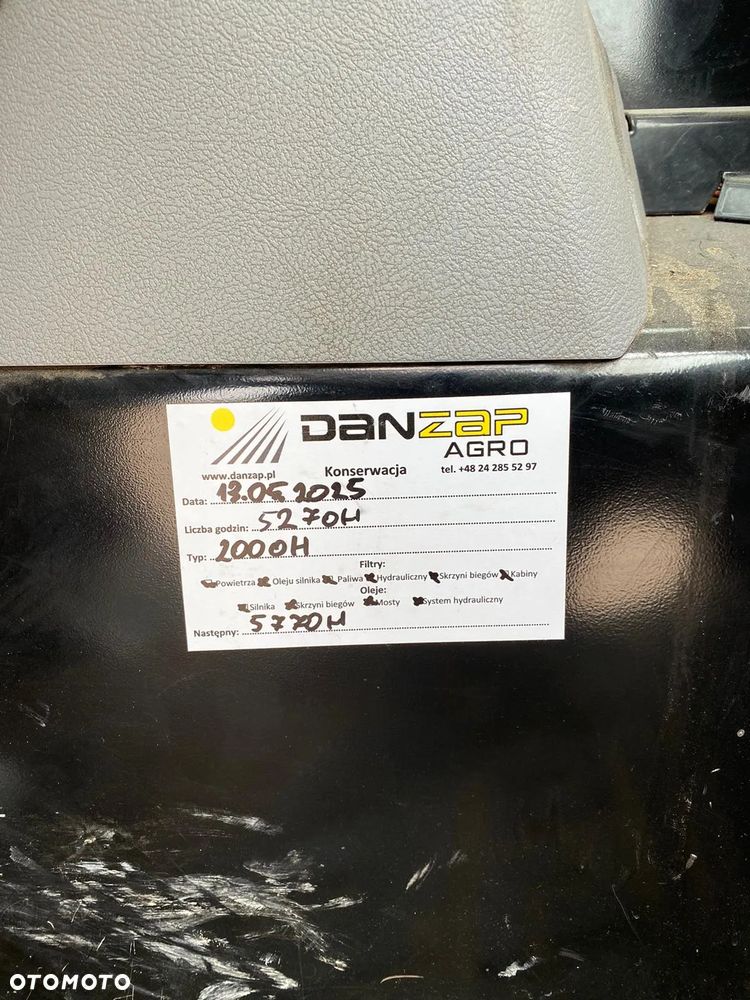 DANZAP
AGRO
www.danzap.pl
Konserwacja
tel. +48 24 285 52 97
Data: 13.05.2025
Liczba godzin: 5270H
Typ: 2000H
Filtry:
Powietrza Oleju silnika Paliwa Hydrauliczny Skrzyni biegów Kabiny
Oleje:
Silnika Skrzyni biegów Mosty System hydrauliczny
Następny: 5770H
OTOMOTO